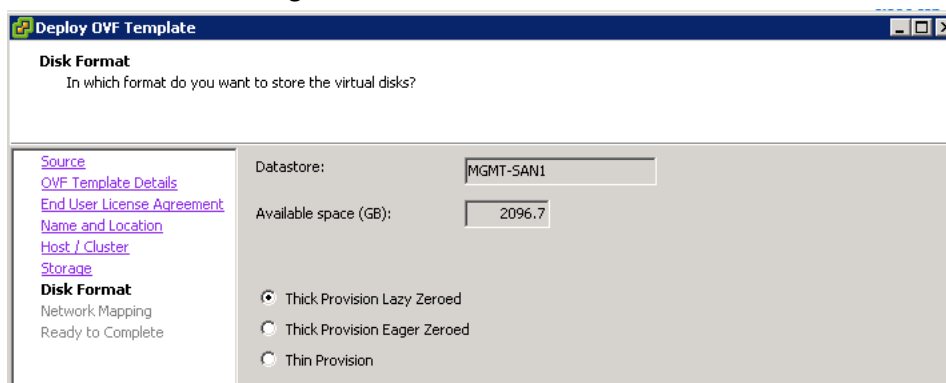 Deploy OVF Template
Disk Format
In which format do you want to store the virtual disks?
Source
OVF Template Details
End User License Agreement
Name and Location
Host / Cluster
Storage
Disk Format
Network Mapping
Ready to Complete
Datastore:
MGMT-SAN1
Available space (GB):
2096.7
Thick Provision Lazy Zeroed
Thick Provision Eager Zeroed
Thin Provision